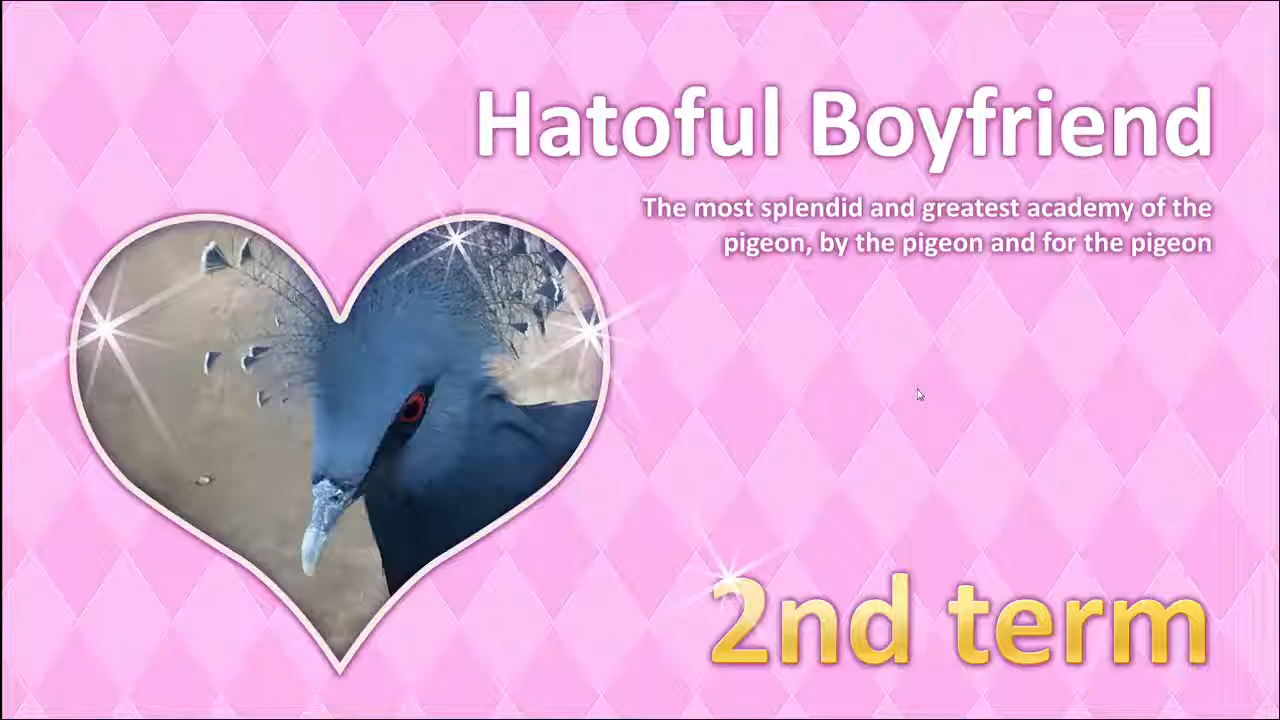 Hatoful Boyfriend
The most splendid and greatest academy of the
pigeon, by the pigeon and for the pigeon
2nd term